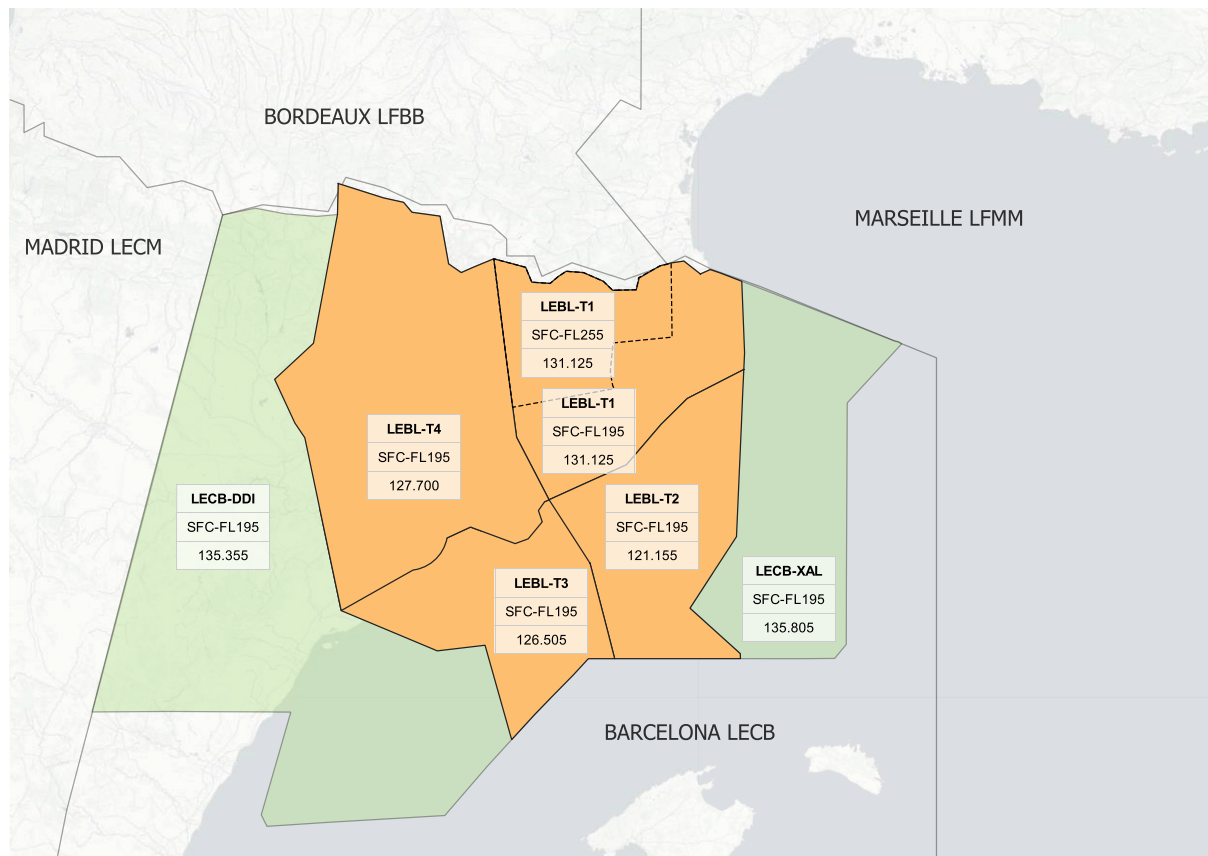 BORDEAUX LFBB
MARSEILLE LFMM
MADRID LECM
LEBL-T1
SFC-FL255
131.125
LEBL-T1
SFC-FL195
131.125
LEBL-T4
SFC-FL195
127.700
LECB-DDI
SFC-FL195
135.355
LEBL-T2
SFC-FL195
121.155
LEBL-T3
SFC-FL195
126.505
LECB-XAL
SFC-FL195
135.805
BARCELONA LECB